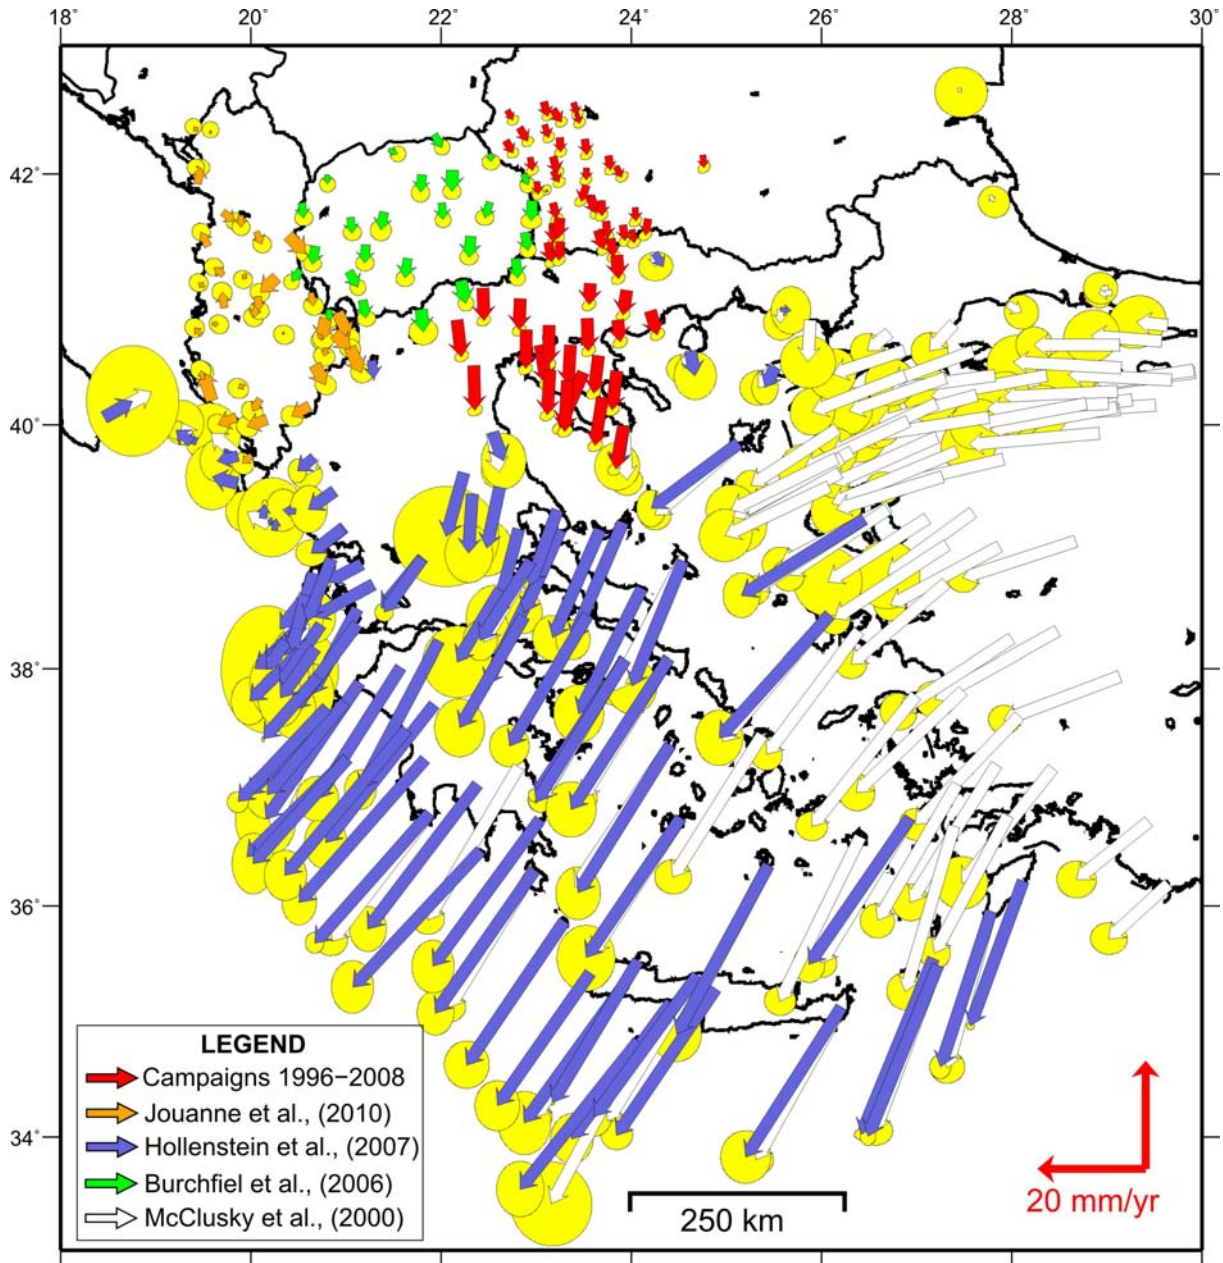 18° 20° 22° 24° 26° 28° 30°
42°
40°
38°
36°
34°
LEGEND
Campaigns 1996−2008
Jouanne et al., (2010)
Hollenstein et al., (2007)
Burchfiel et al., (2006)
McClusky et al., (2000)
250 km
20 mm/yr